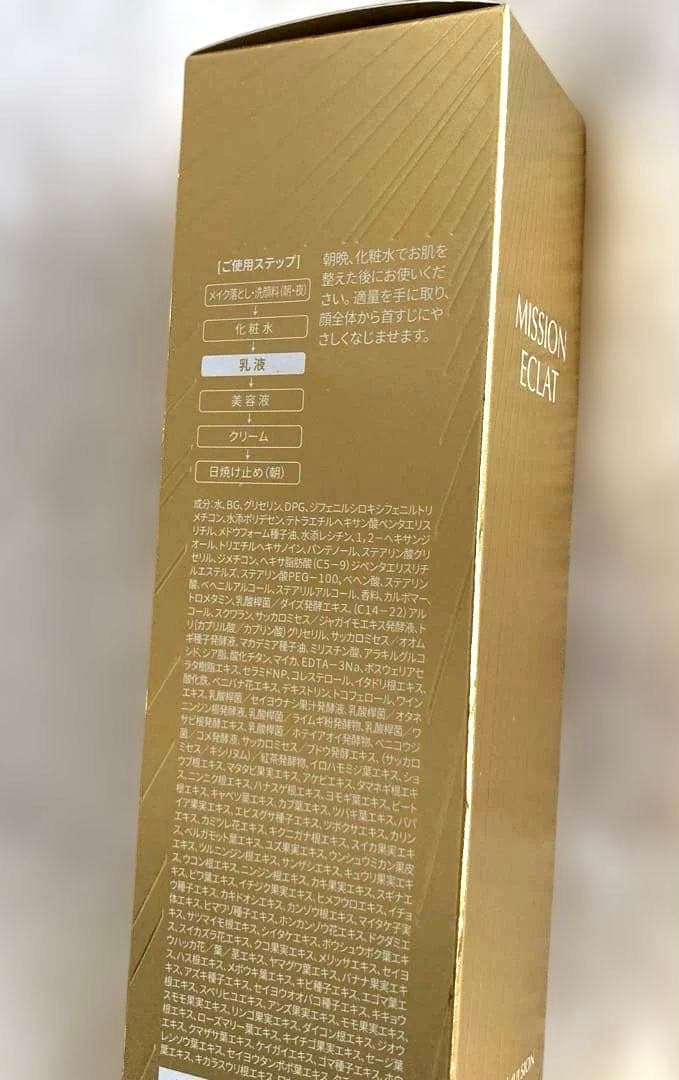 [ご使用ステップ]
メイク落とし・洗顔料(朝・夜)
↓
化粧水
↓
乳液
↓
美容液
↓
クリーム
↓
日焼け止め(朝)
朝晩、化粧水でお肌を
整えた後にお使いくだ
さい。適量を手に取り、
顔全体から首すじにや
さしくなじませます。
成分:水、BG、グリセリン、DPG、ジフェニルシロキシフェニルトリ
メチコン、水添ポリデセン、テトラエチルヘキサン酸ペンタエリス
リチル、メドウフォーム種子油、水添レシチン、1,2-ヘキサンジ
オール、トリエチルヘキサノイン、パンテノール、ステアリン酸グリ
セリル、ジメチコン、ヘキサ脂肪酸(C5-9)ジペンタエリスリチ
ルエステルズ、ステアリン酸PEG-100、ベヘン酸、ステアリン
酸、ベヘニルアルコール、ステアリルアルコール、香料、カルボマー、
トロメタミン、乳酸桿菌/ダイズ発酵エキス、(C14-22)アル
コール、スクワラン、サッカロミセス/ジャガイモエキス発酵液、ト
リ(カプリル酸/カプリン酸)グリセリル、サッカロミセス/オオム
ギ種子発酵液、マカデミア種子油、ミリスチン酸、アラキルグルコ
シド、シア脂、酸化チタン、マイカ、EDTA-3Na、ボスウェリアセ
ラタ樹脂エキス、セラミドNP、コレステロール、イタドリ根エキス、
酸化鉄、ベニバナ花エキス、デキストリン、トコフェロール、ワイン
エキス、乳酸桿菌/セイヨウナシ果汁発酵液、乳酸桿菌/オタネ
ニンジン根発酵液、乳酸桿菌/ライムギ粉発酵物、乳酸桿菌/ワ
サビ根発酵エキス、乳酸桿菌/ホテイアオイ発酵物、ベニコウジ
菌/コメ発酵液、サッカロミセス/ブドウ発酵エキス、(サッカロ
ミセス/キシリヌム)/紅茶発酵物、イロハモミジ葉エキス、ショ
ウブ根エキス、マタタビ果実エキス、アケビエキス、タマネギ根エキ
ス、ニンニク根エキス、ハナスゲ根エキス、ヨモギ葉エキス、ビート
根エキス、キャベツ葉エキス、カブ葉エキス、ツバキ葉エキス、パパ
イア果実エキス、エビスグサ種子エキス、ツボクサエキス、カリン
エキス、カミツレ花エキス、キクニガナ根エキス、スイカ果実エキ
ス、ベルガモット葉エキス、ユズ果実エキス、ウンシュウミカン果皮
エキス、ツルニンジン根エキス、サンザシエキス、キュウリ果実エキ
ス、ウコン根エキス、ニンジン根エキス、カキ果実エキス、スギナエ
キス、ビワ葉エキス、イチジク果実エキス、ヒメフウロエキス、イチョ
ウ種子エキス、カキドオシエキス、カンゾウ根エキス、マイタケ子実
体エキス、ヒマワリ種子エキス、ホンカンゾウ花エキス、ドクダミエ
キス、サツマイモ根エキス、シイタケエキス、ボウシュウボク葉エキ
ス、スイカズラ花エキス、クコ果実エキス、メリッサエキス、セイヨ
ウハッカ花/葉/茎エキス、ヤマグワ葉エキス、バナナ果実エキ
ス、ハス根エキス、メボウキ葉エキス、キビ種子エキス、エゴマ葉エ
キス、アズキ種子エキス、セイヨウオオバコ種子エキス、キキョウ
根エキス、スベリヒユエキス、アンズ果実エキス、モモ果実エキス、
スモモ果実エキス、リンゴ果実エキス、ダイコン根エキス、ジオウ
根エキス、ローズマリー葉エキス、キイチゴ果実エキス、セージ葉
エキス、クマザサ葉エキス、ケイガイエキス、ゴマ種子エキス、ホウ
レンソウ葉エキス、セイヨウタンポポ葉エキス、
葉エキス、キカラスウリ根エキス、
MISSION
ECLAT